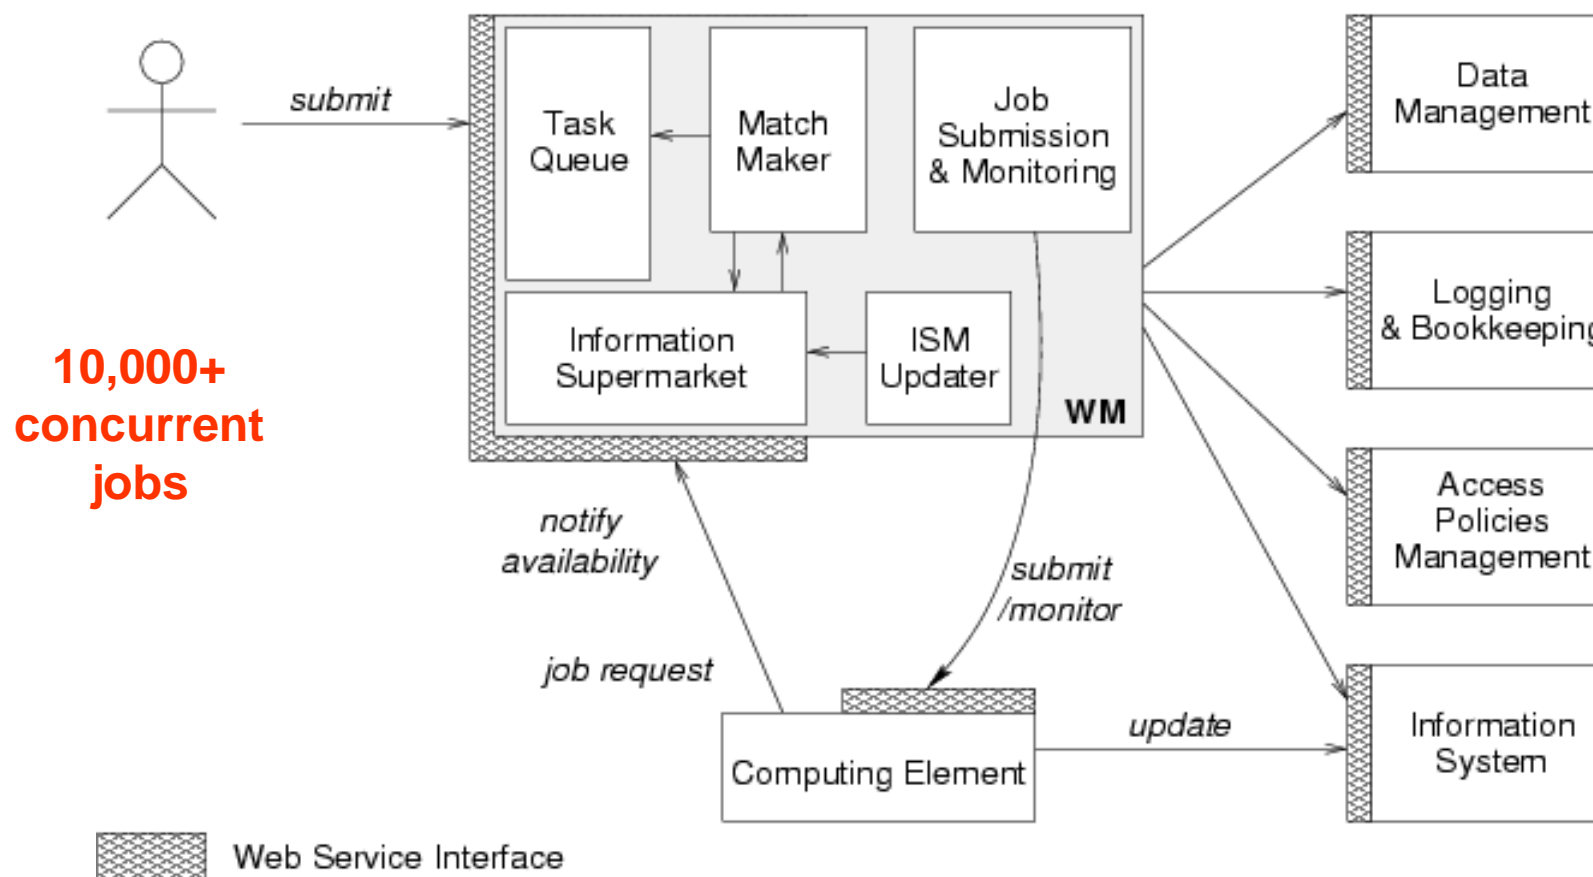 submit
Task
Queue
Match
Maker
Job
Submission
& Monitoring
Information
Supermarket
ISM
Updater
WM
10,000+
concurrent
jobs
notify
availability
job request
submit
/monitor
Computing Element
update
Data
Management
Logging
& Bookkeeping
Access
Policies
Management
Information
System
Web Service Interface